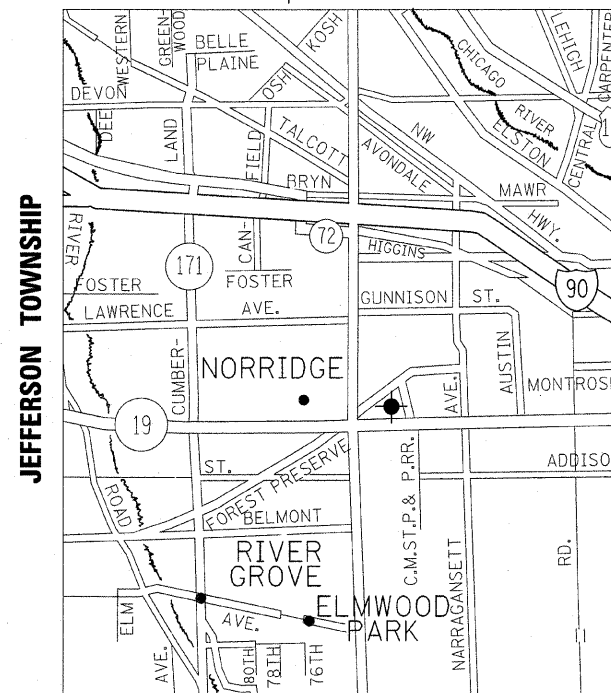 JEFFERSON TOWNSHIP
WESTERN
GREEN-
WOOD
BELLE
PLAINE
KOSH
OSH
CHICAGO
RIVER
LEHIGH
CARPENTER
DEVON
DEE
LAND
FIELD
TALCOTT
NW
HWY.
AVONDALE
ELSTON
CENTRAL
1
BRYN
MAWR
RIVER
171
CAN-
72
HIGGINS
90
FOSTER
FOSTER
LAWRENCE
AVE.
GUNNISON
ST.
CUMBER-
NORRIDGE
AVE.
AUSTIN
MONTROS
19
ST.
FOREST PRESERVE
ADDISO
ROAD
BELMONT
C.M.ST.P.& P.RR.
RIVER
GROVE
NARRAGANSETT
RD.
ELM
AVE.
ELMWOOD
PARK
AVE.
80TH
78TH
76TH